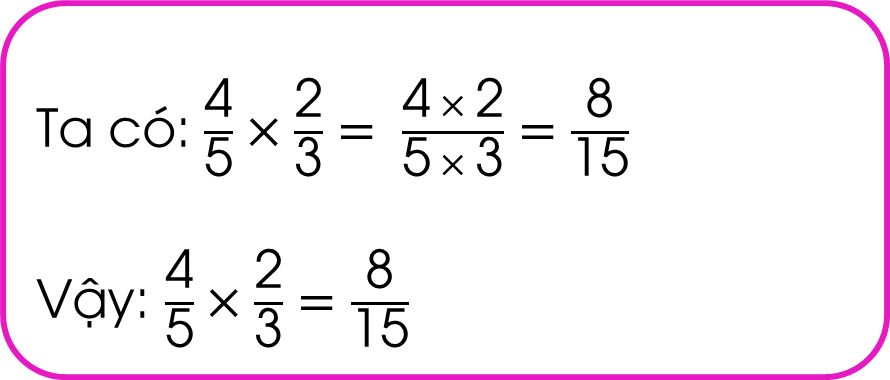 Ta có: 4/5 × 2/3 = 4 × 2/5 × 3 = 8/15
Vậy: 4/5 × 2/3 = 8/15